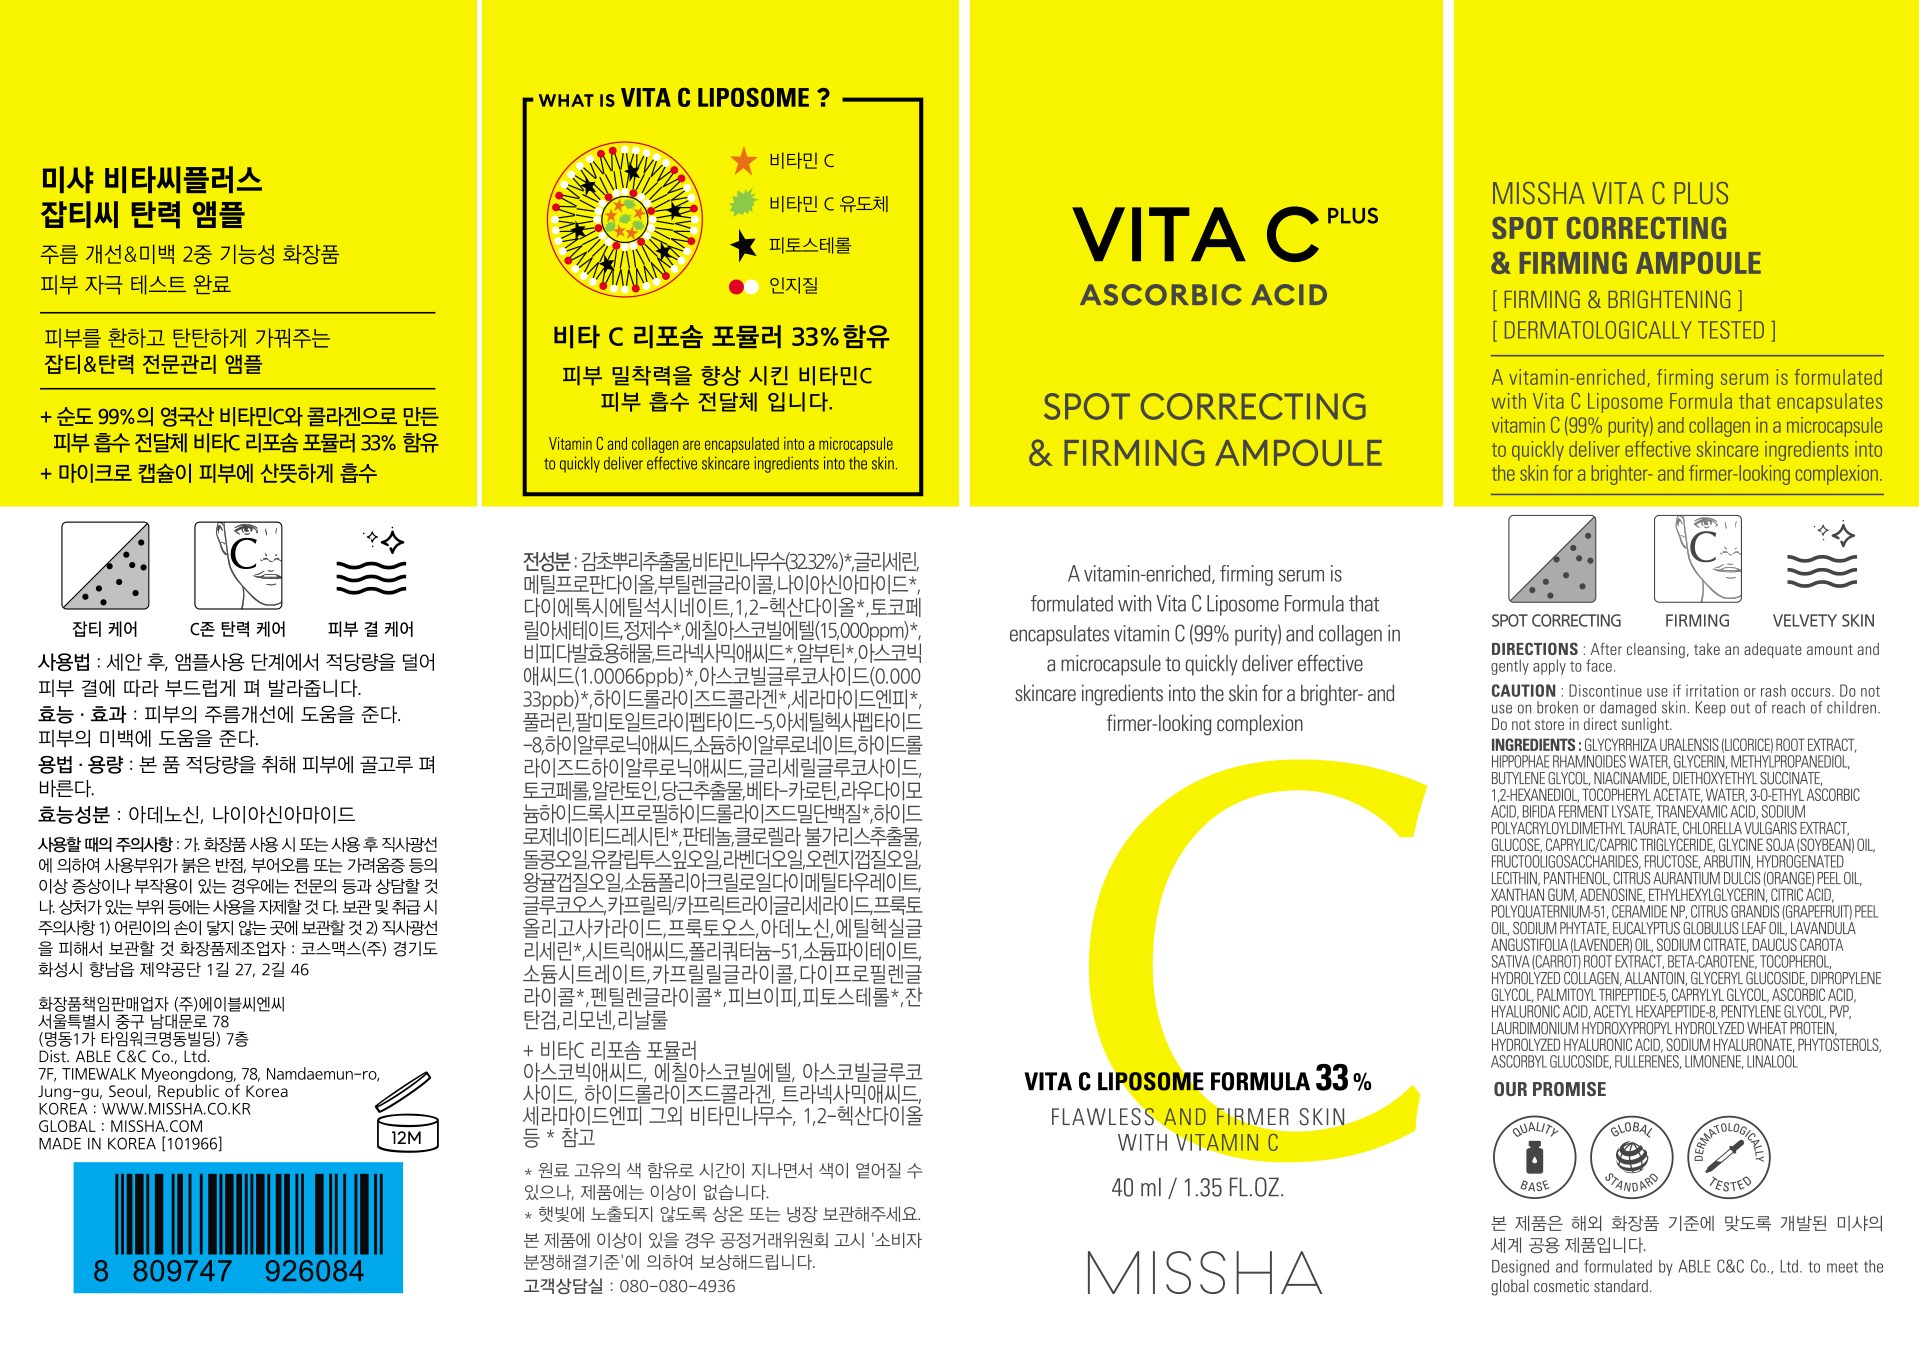 미샤 비타씨플러스
잡티씨 탄력 앰플
주름 개선&미백 2중 기능성 화장품
피부 자극 테스트 완료
피부를 환하고 탄탄하게 가꿔주는
잡티&탄력 전문관리 앰플
+ 순도 99%의 영국산 비타민C와 콜라겐으로 만든
피부 흡수 전달체 비타C 리포솜 포뮬러 33% 함유
+ 마이크로 캡슐이 피부에 산뜻하게 흡수
C
잡티 케어
C존 탄력 케어
피부 결 케어
사용법 : 세안 후, 앰플사용 단계에서 적당량을 덜어
피부 결에 따라 부드럽게 펴 발라줍니다.
효능 · 효과 : 피부의 주름개선에 도움을 준다.
피부의 미백에 도움을 준다.
용법 · 용량 : 본 품 적당량을 취해 피부에 골고루 펴
바른다.
효능성분 : 아데노신, 나이아신아마이드
사용할 때의 주의사항 : 가. 화장품 사용 시 또는 사용 후 직사광선
에 의하여 사용부위가 붉은 반점, 부어오름 또는 가려움증 등의
이상 증상이나 부작용이 있는 경우에는 전문의 등과 상담할 것
나. 상처가 있는 부위 등에는 사용을 자제할 것 다. 보관 및 취급 시
주의사항 1) 어린이의 손이 닿지 않는 곳에 보관할 것 2) 직사광선
을 피해서 보관할 것 화장품제조업자 : 코스맥스(주) 경기도
화성시 향남읍 제약공단 1길 27, 2길 46
화장품책임판매업자 (주)에이블씨엔씨
서울특별시 중구 남대문로 78
(명동1가 타임워크명동빌딩) 7층
Dist. ABLE C&C Co., Ltd.
7F, TIMEWALK Myeongdong, 78, Namdaemun-ro,
Jung-gu, Seoul, Republic of Korea
KOREA : WWW.MISSHA.CO.KR
GLOBAL : MISSHA.COM
MADE IN KOREA [101966]
12M
8 809747 926084
WHAT IS VITA C LIPOSOME ?
비타민 C
비타민 C 유도체
피토스테롤
인지질
비타 C 리포솜 포뮬러 33%함유
피부 밀착력을 향상 시킨 비타민C
피부 흡수 전달체 입니다.
Vitamin C and collagen are encapsulated into a microcapsule
to quickly deliver effective skincare ingredients into the skin.
전성분 : 감초뿌리추출물,비타민나무수(32.32%)*,글리세린,
메틸프로판다이올,부틸렌글라이콜,나이아신아마이드*,
다이에톡시에틸석시네이트,1,2-헥산다이올*,토코페
릴아세테이트,정제수*,에칠아스코빌에텔(15,000ppm)*,
비피다발효용해물,트라넥사믹애씨드*,알부틴*,아스코빅
애씨드(1.00066ppb)*,아스코빌글루코사이드(0.000
33ppb)*,하이드롤라이즈드콜라겐*,세라마이드엔피*,
풀러린,팔미토일트라이펩타이드-5,아세틸헥사펩타이드
-8,하이알루로닉애씨드,소듐하이알루로네이트,하이드롤
라이즈드하이알루로닉애씨드,글리세릴글루코사이드,
토코페롤,알란토인,당근추출물,베타-카로틴,라우다이모
늄하이드록시프로필하이드롤라이즈드밀단백질*,하이드
로제네이티드레시틴*,판테놀,클로렐라 불가리스추출물,
돌콩오일,유칼립투스잎오일,라벤더오일,오렌지껍질오일,
왕귤껍질오일,소듐폴리아크릴로일다이메틸타우레이트,
글루코오스,카프릴릭/카프릭트라이글리세라이드,프룩토
올리고사카라이드,프룩토오스,아데노신,에틸헥실글
리세린*,시트릭애씨드,폴리쿼터늄-51,소듐파이테이트,
소듐시트레이트,카프릴릴글라이콜,다이프로필렌글
라이콜*,펜틸렌글라이콜*,피브이피,피토스테롤*,잔
탄검,리모넨,리날룰
+ 비타C 리포솜 포뮬러
아스코빅애씨드, 에칠아스코빌에텔, 아스코빌글루코
사이드, 하이드롤라이즈드콜라겐, 트라넥사믹애씨드,
세라마이드엔피 그외 비타민나무수, 1,2-헥산다이올
등 * 참고
* 원료 고유의 색 함유로 시간이 지나면서 색이 옅어질 수
있으나, 제품에는 이상이 없습니다.
* 햇빛에 노출되지 않도록 상온 또는 냉장 보관해주세요.
본 제품에 이상이 있을 경우 공정거래위원회 고시 '소비자
분쟁해결기준'에 의하여 보상해드립니다.
고객상담실 : 080-080-4936
VITA C PLUS
ASCORBIC ACID
SPOT CORRECTING
& FIRMING AMPOULE
A vitamin-enriched, firming serum is
formulated with Vita C Liposome Formula that
encapsulates vitamin C (99% purity) and collagen in
a microcapsule to quickly deliver effective
skincare ingredients into the skin for a brighter- and
firmer-looking complexion
C
VITA C LIPOSOME FORMULA 33 %
FLAWLESS AND FIRMER SKIN
WITH VITAMIN C
40 ml / 1.35 FL.OZ.
MISSHA
MISSHA VITA C PLUS
SPOT CORRECTING
& FIRMING AMPOULE
[ FIRMING & BRIGHTENING ]
[ DERMATOLOGICALLY TESTED ]
A vitamin-enriched, firming serum is formulated
with Vita C Liposome Formula that encapsulates
vitamin C (99% purity) and collagen in a microcapsule
to quickly deliver effective skincare ingredients into
the skin for a brighter- and firmer-looking complexion.
C
SPOT CORRECTING
FIRMING
VELVETY SKIN
DIRECTIONS : After cleansing, take an adequate amount and
gently apply to face.
CAUTION : Discontinue use if irritation or rash occurs. Do not
use on broken or damaged skin. Keep out of reach of children.
Do not store in direct sunlight.
INGREDIENTS : GLYCYRRHIZA URALENSIS (LICORICE) ROOT EXTRACT,
HIPPOPHAE RHAMNOIDES WATER, GLYCERIN, METHYLPROPANEDIOL,
BUTYLENE GLYCOL, NIACINAMIDE, DIETHOXYETHYL SUCCINATE,
1,2-HEXANEDIOL, TOCOPHERYL ACETATE, WATER, 3-O-ETHYL ASCORBIC
ACID, BIFIDA FERMENT LYSATE, TRANEXAMIC ACID, SODIUM
POLYACRYLOYLDIMETHYL TAURATE, CHLORELLA VULGARIS EXTRACT,
GLUCOSE, CAPRYLIC/CAPRIC TRIGLYCERIDE, GLYCINE SOJA (SOYBEAN) OIL,
FRUCTOOLIGOSACCHARIDES, FRUCTOSE, ARBUTIN, HYDROGENATED
LECITHIN, PANTHENOL, CITRUS AURANTIUM DULCIS (ORANGE) PEEL OIL,
XANTHAN GUM, ADENOSINE, ETHYLHEXYLGLYCERIN, CITRIC ACID,
POLYQUATERNIUM-51, CERAMIDE NP, CITRUS GRANDIS (GRAPEFRUIT) PEEL
OIL, SODIUM PHYTATE, EUCALYPTUS GLOBULUS LEAF OIL, LAVANDULA
ANGUSTIFOLIA (LAVENDER) OIL, SODIUM CITRATE, DAUCUS CAROTA
SATIVA (CARROT) ROOT EXTRACT, BETA-CAROTENE, TOCOPHEROL,
HYDROLYZED COLLAGEN, ALLANTOIN, GLYCERYL GLUCOSIDE, DIPROPYLENE
GLYCOL, PALMITOYL TRIPEPTIDE-5, CAPRYLYL GLYCOL, ASCORBIC ACID,
HYALURONIC ACID, ACETYL HEXAPEPTIDE-8, PENTYLENE GLYCOL, PVP,
LAURDIMONIUM HYDROXYPROPYL HYDROLYZED WHEAT PROTEIN,
HYDROLYZED HYALURONIC ACID, SODIUM HYALURONATE, PHYTOSTEROLS,
ASCORBYL GLUCOSIDE, FULLERENES, LIMONENE, LINALOOL
OUR PROMISE
QUALITY BASE
GLOBAL STANDARD
DERMATOLOGICALLY TESTED
본 제품은 해외 화장품 기준에 맞도록 개발된 미샤의
세계 공용 제품입니다.
Designed and formulated by ABLE C&C Co., Ltd. to meet the
global cosmetic standard.